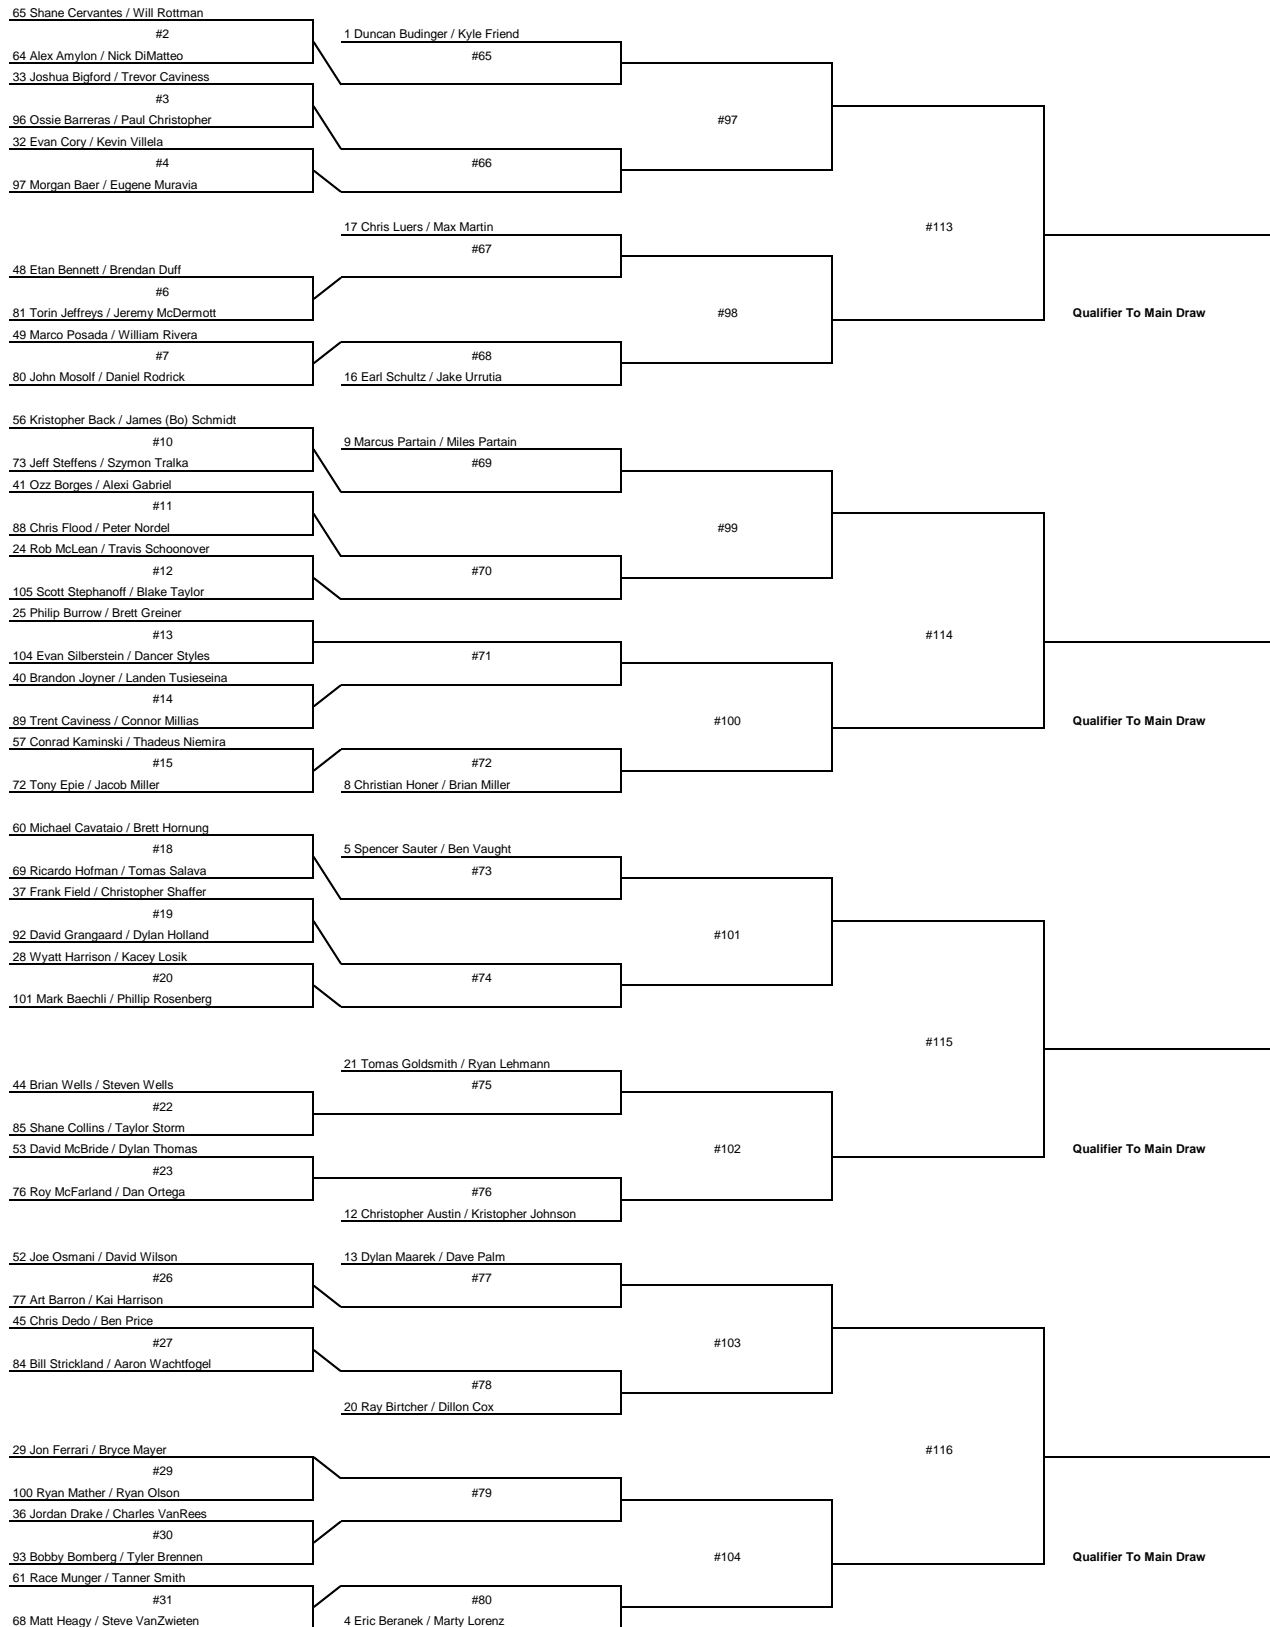 65 Shane Cervantes / Will Rottman
#2
1 Duncan Budinger / Kyle Friend
64 Alex Amylon / Nick DiMatteo
#65
33 Joshua Bigford / Trevor Caviness
#3
96 Ossie Barreras / Paul Christopher
#97
32 Evan Cory / Kevin Villela
#4
#66
97 Morgan Baer / Eugene Muravia
17 Chris Luers / Max Martin
#113
#67
48 Etan Bennett / Brendan Duff
#6
81 Torin Jeffreys / Jeremy McDermott
#98
Qualifier To Main Draw
49 Marco Posada / William Rivera
#7
#68
80 John Mosolf / Daniel Rodrick
16 Earl Schultz / Jake Urrutia
56 Kristopher Back / James (Bo) Schmidt
#10
9 Marcus Partain / Miles Partain
73 Jeff Steffens / Szymon Tralka
#69
41 Ozz Borges / Alexi Gabriel
#11
88 Chris Flood / Peter Nordel
#99
24 Rob McLean / Travis Schoonover
#12
#70
105 Scott Stephanoff / Blake Taylor
25 Philip Burrow / Brett Greiner
#13
#114
104 Evan Silberstein / Dancer Styles
#71
40 Brandon Joyner / Landen Tusieseina
#14
89 Trent Caviness / Connor Millias
#100
Qualifier To Main Draw
57 Conrad Kaminski / Thadeus Niemira
#15
#72
72 Tony Epie / Jacob Miller
8 Christian Honer / Brian Miller
60 Michael Cavataio / Brett Hornung
#18
5 Spencer Sauter / Ben Vaught
69 Ricardo Hofman / Tomas Salava
#73
37 Frank Field / Christopher Shaffer
#19
92 David Grangaard / Dylan Holland
#101
28 Wyatt Harrison / Kacey Losik
#20
#74
101 Mark Baechli / Phillip Rosenberg
#115
21 Tomas Goldsmith / Ryan Lehmann
44 Brian Wells / Steven Wells
#75
#22
85 Shane Collins / Taylor Storm
53 David McBride / Dylan Thomas
#102
Qualifier To Main Draw
#23
76 Roy McFarland / Dan Ortega
#76
12 Christopher Austin / Kristopher Johnson
52 Joe Osmani / David Wilson
13 Dylan Maarek / Dave Palm
#26
#77
77 Art Barron / Kai Harrison
45 Chris Dedo / Ben Price
#27
#103
84 Bill Strickland / Aaron Wachtfogel
#78
20 Ray Birtcher / Dillon Cox
29 Jon Ferrari / Bryce Mayer
#116
#29
100 Ryan Mather / Ryan Olson
#79
36 Jordan Drake / Charles VanRees
#30
93 Bobby Bomberg / Tyler Brennen
#104
Qualifier To Main Draw
61 Race Munger / Tanner Smith
#31
#80
68 Matt Heagy / Steve VanZwieten
4 Eric Beranek / Marty Lorenz